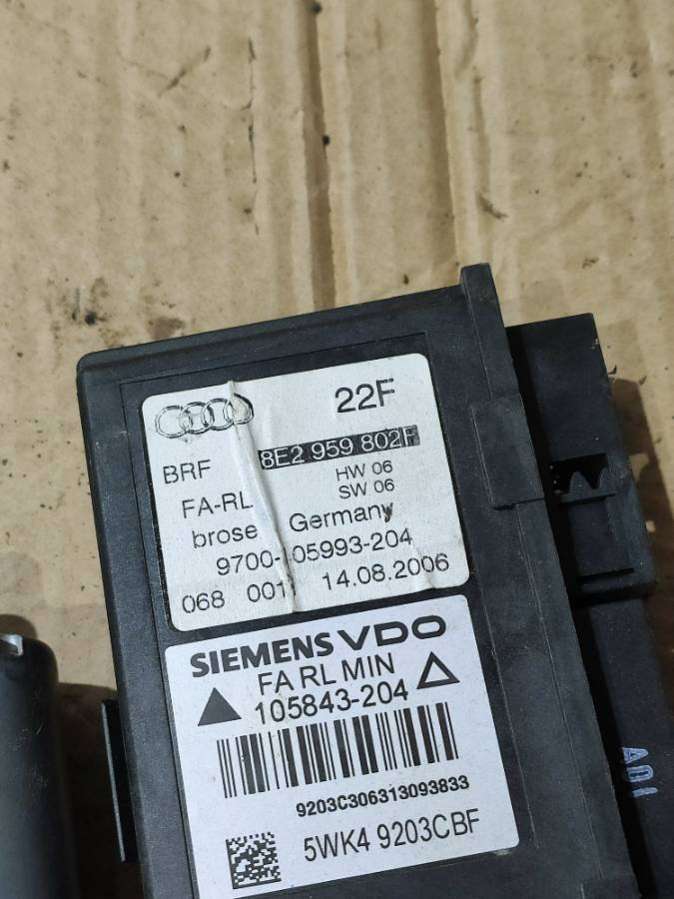 22F
BRF 8E2 959 802F
HW 06
FA-RL SW 06
brose Germany
9700-105993-204
068 001 14.08.2006
SIEMENS VDO
FA RL MIN
105843-204
9203C306313093833
5WK4 9203CBF